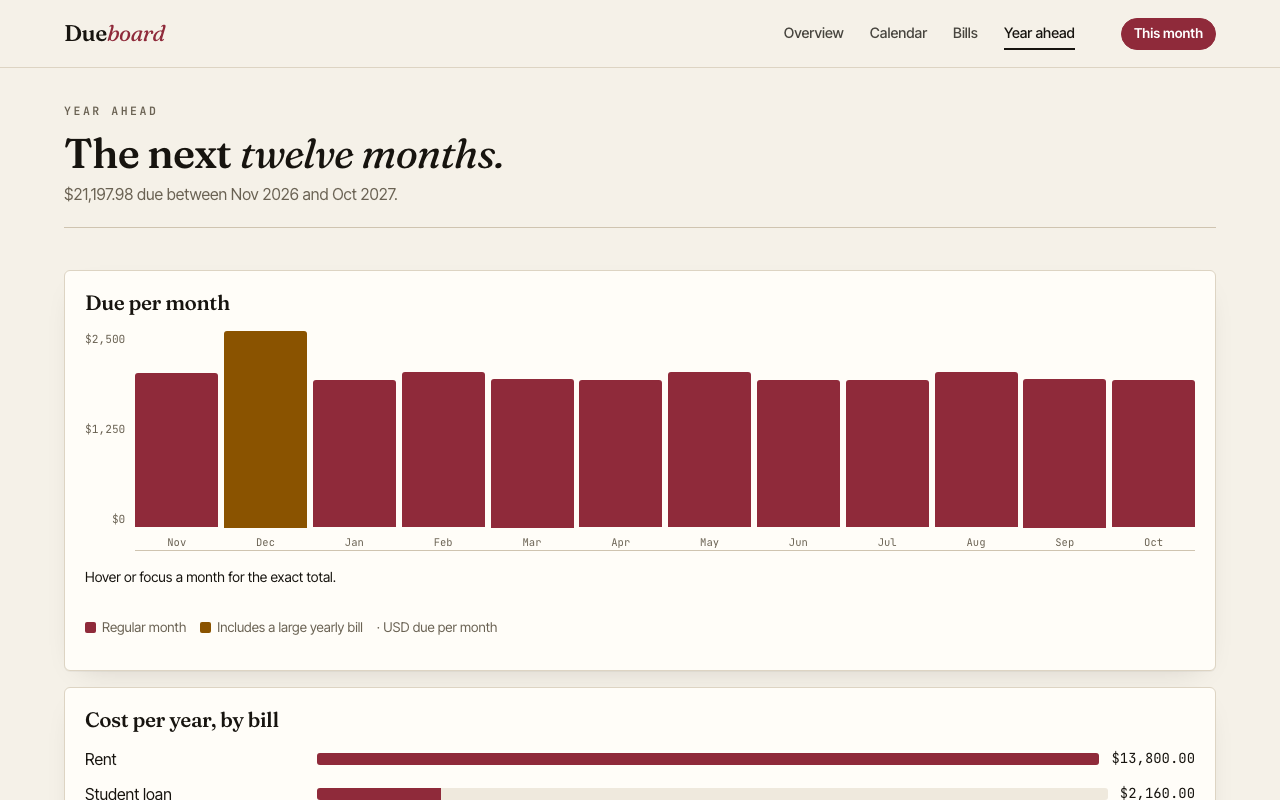 Dueboard
Overview
Calendar
Bills
Year ahead
This month
YEAR AHEAD
The next twelve months.
$21,197.98 due between Nov 2026 and Oct 2027.
Due per month
$2,500
$1,250
$0
Nov
Dec
Jan
Feb
Mar
Apr
May
Jun
Jul
Aug
Sep
Oct
Hover or focus a month for the exact total.
Regular month
Includes a large yearly bill
· USD due per month
Cost per year, by bill
Rent
$13,800.00
Student loan
$2,160.00